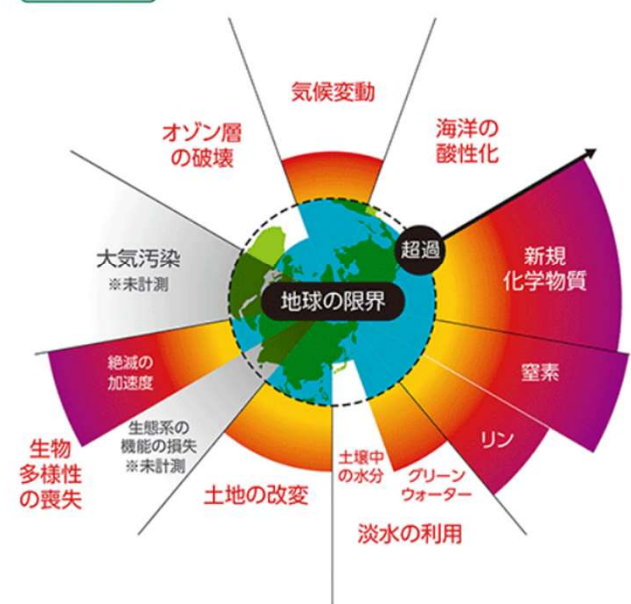 気候変動
オゾン層
の破壊
海洋の
酸性化
超過
大気汚染
※未計測
新規
化学物質
地球の限界
絶滅の
加速度
窒素
生態系の
機能の損失
※未計測
リン
生物
多様性
の喪失
土地の改変
土壌中
の水分
グリーン
ウォーター
淡水の利用